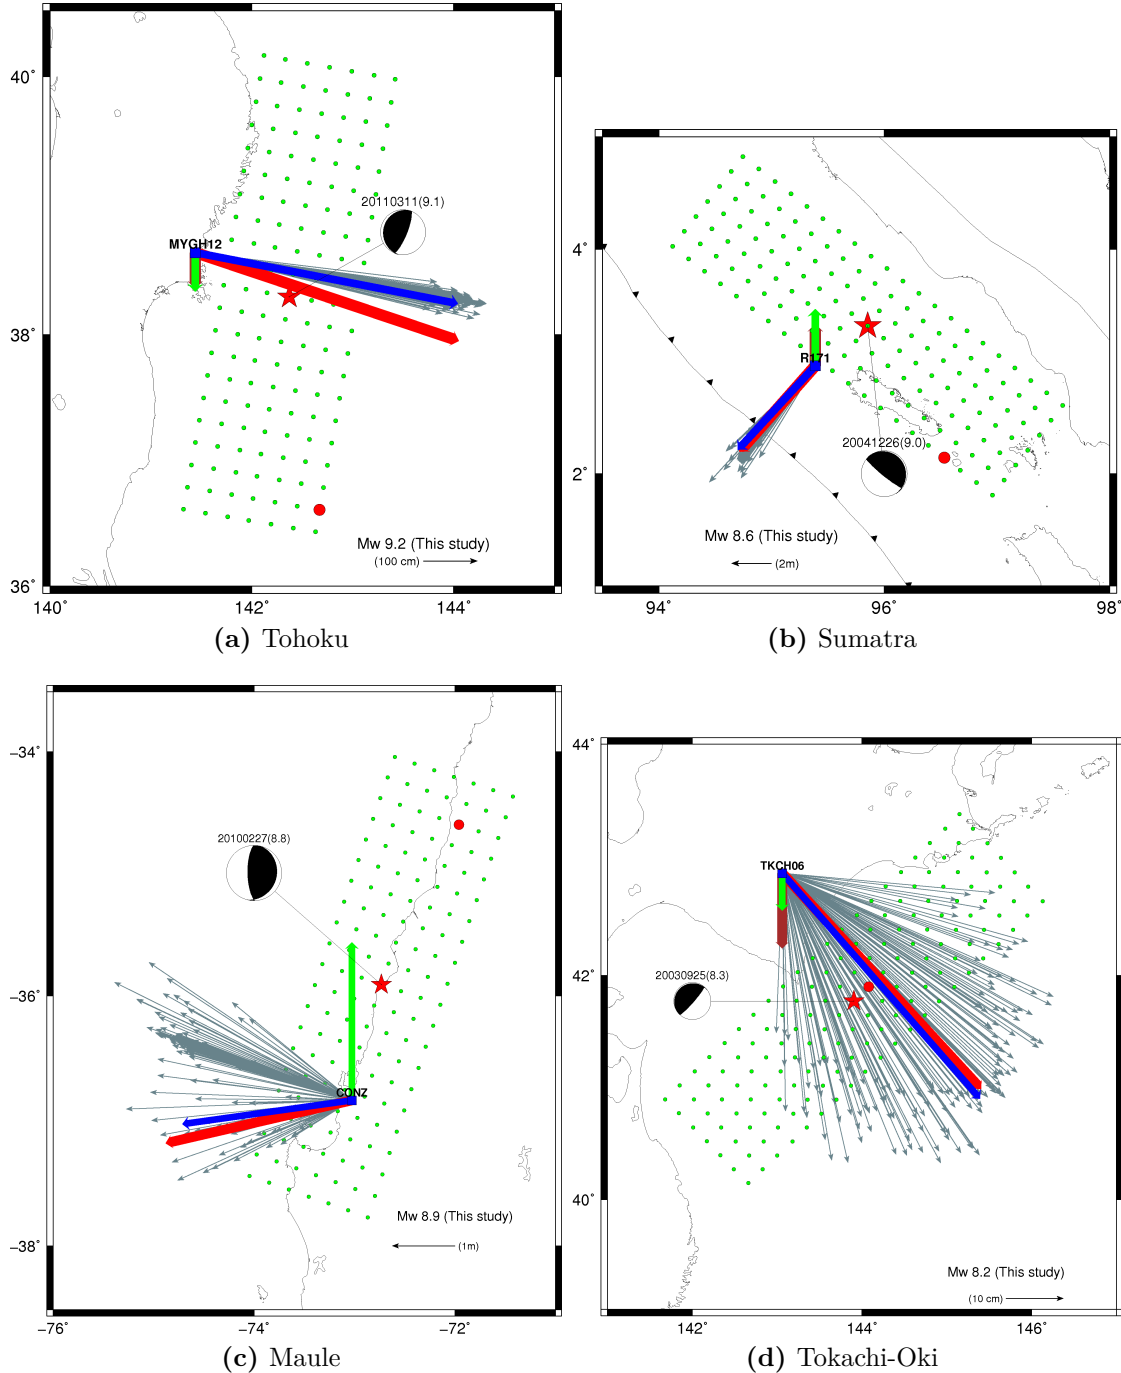 40°
20110311(9.1)
MYGH12
38°
Mw 9.2 (This study)
(100 cm)
36°
140°
142°
144°
(a) Tohoku
4°
R171
20041226(9.0)
2°
Mw 8.6 (This study)
(2m)
94°
96°
98°
(b) Sumatra
−34°
20100227(8.8)
−36°
CONZ
Mw 8.9 (This study)
(1m)
−38°
−76°
−74°
−72°
(c) Maule
44°
TKCH06
42°
20030925(8.3)
40°
Mw 8.2 (This study)
(10 cm)
142°
144°
146°
(d) Tokachi-Oki